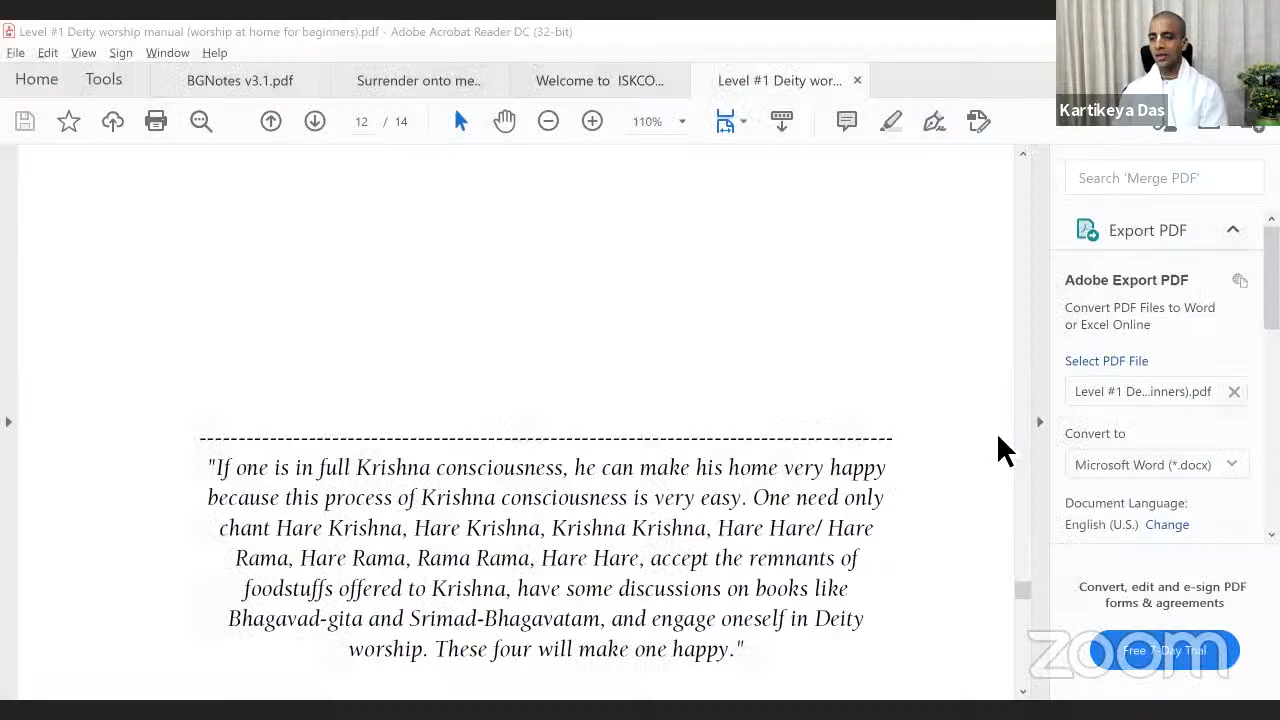 Level #1 Deity worship manual (worship at home for beginners).pdf - Adobe Acrobat Reader DC (32-bit)
File Edit View Sign Window Help
Home Tools BGNotes v3.1.pdf Surrender onto me.. Welcome to ISKCO... Level #1 Deity wor... ×
Kartikeya Das
12 / 14 110%
Search 'Merge PDF'
Export PDF
Adobe Export PDF
Convert PDF Files to Word
or Excel Online
Select PDF File
Level #1 De...inners).pdf
Convert to
Microsoft Word (*.docx)
Document Language:
English (U.S.) Change
Convert, edit and e-sign PDF
forms & agreements
Free 7-Day Trial
zoom
"If one is in full Krishna consciousness, he can make his home very happy
because this process of Krishna consciousness is very easy. One need only
chant Hare Krishna, Hare Krishna, Krishna Krishna, Hare Hare/ Hare
Rama, Hare Rama, Rama Rama, Hare Hare, accept the remnants of
foodstuffs offered to Krishna, have some discussions on books like
Bhagavad-gita and Srimad-Bhagavatam, and engage oneself in Deity
worship. These four will make one happy."